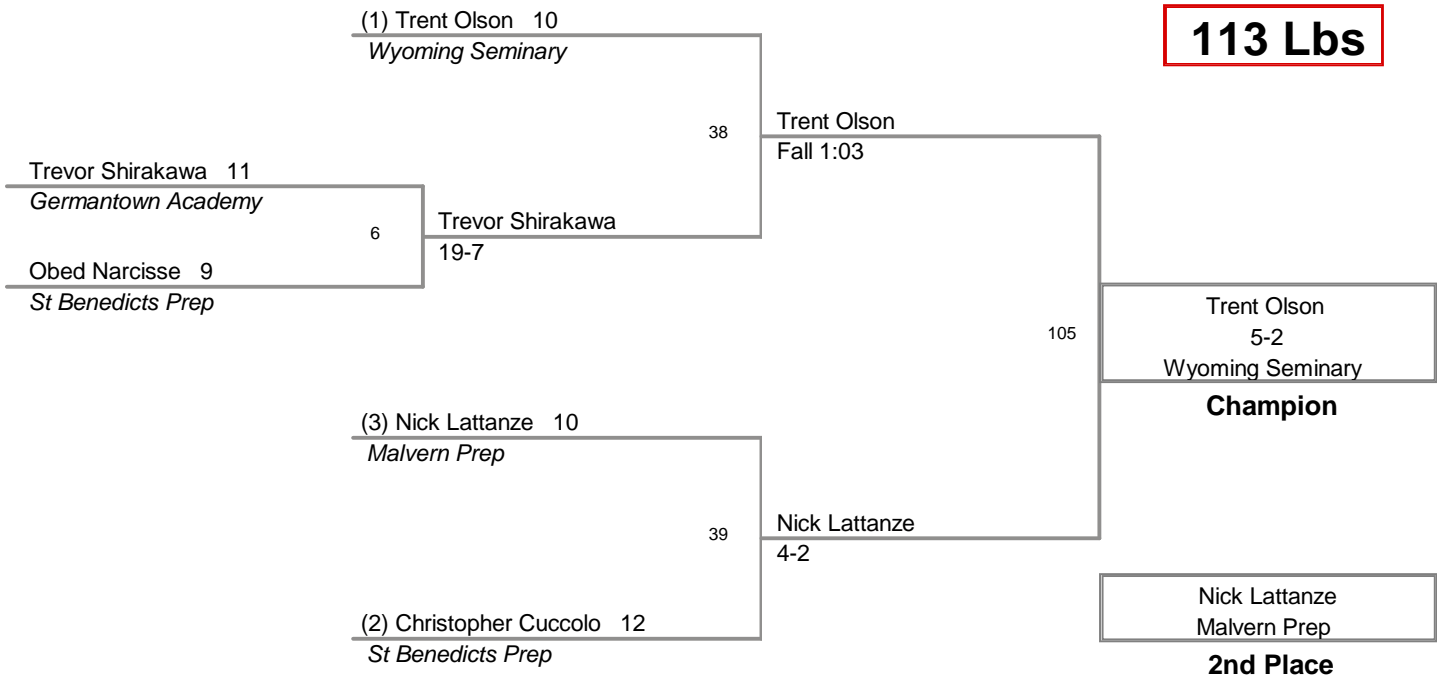 (1) Trent Olson 10
Wyoming Seminary
113 Lbs
38
Trent Olson
Fall 1:03
Trevor Shirakawa 11
Germantown Academy
6
Trevor Shirakawa
19-7
Obed Narcisse 9
St Benedicts Prep
105
Trent Olson
5-2
Wyoming Seminary
Champion
(3) Nick Lattanze 10
Malvern Prep
39
Nick Lattanze
4-2
(2) Christopher Cuccolo 12
St Benedicts Prep
Nick Lattanze
Malvern Prep
2nd Place